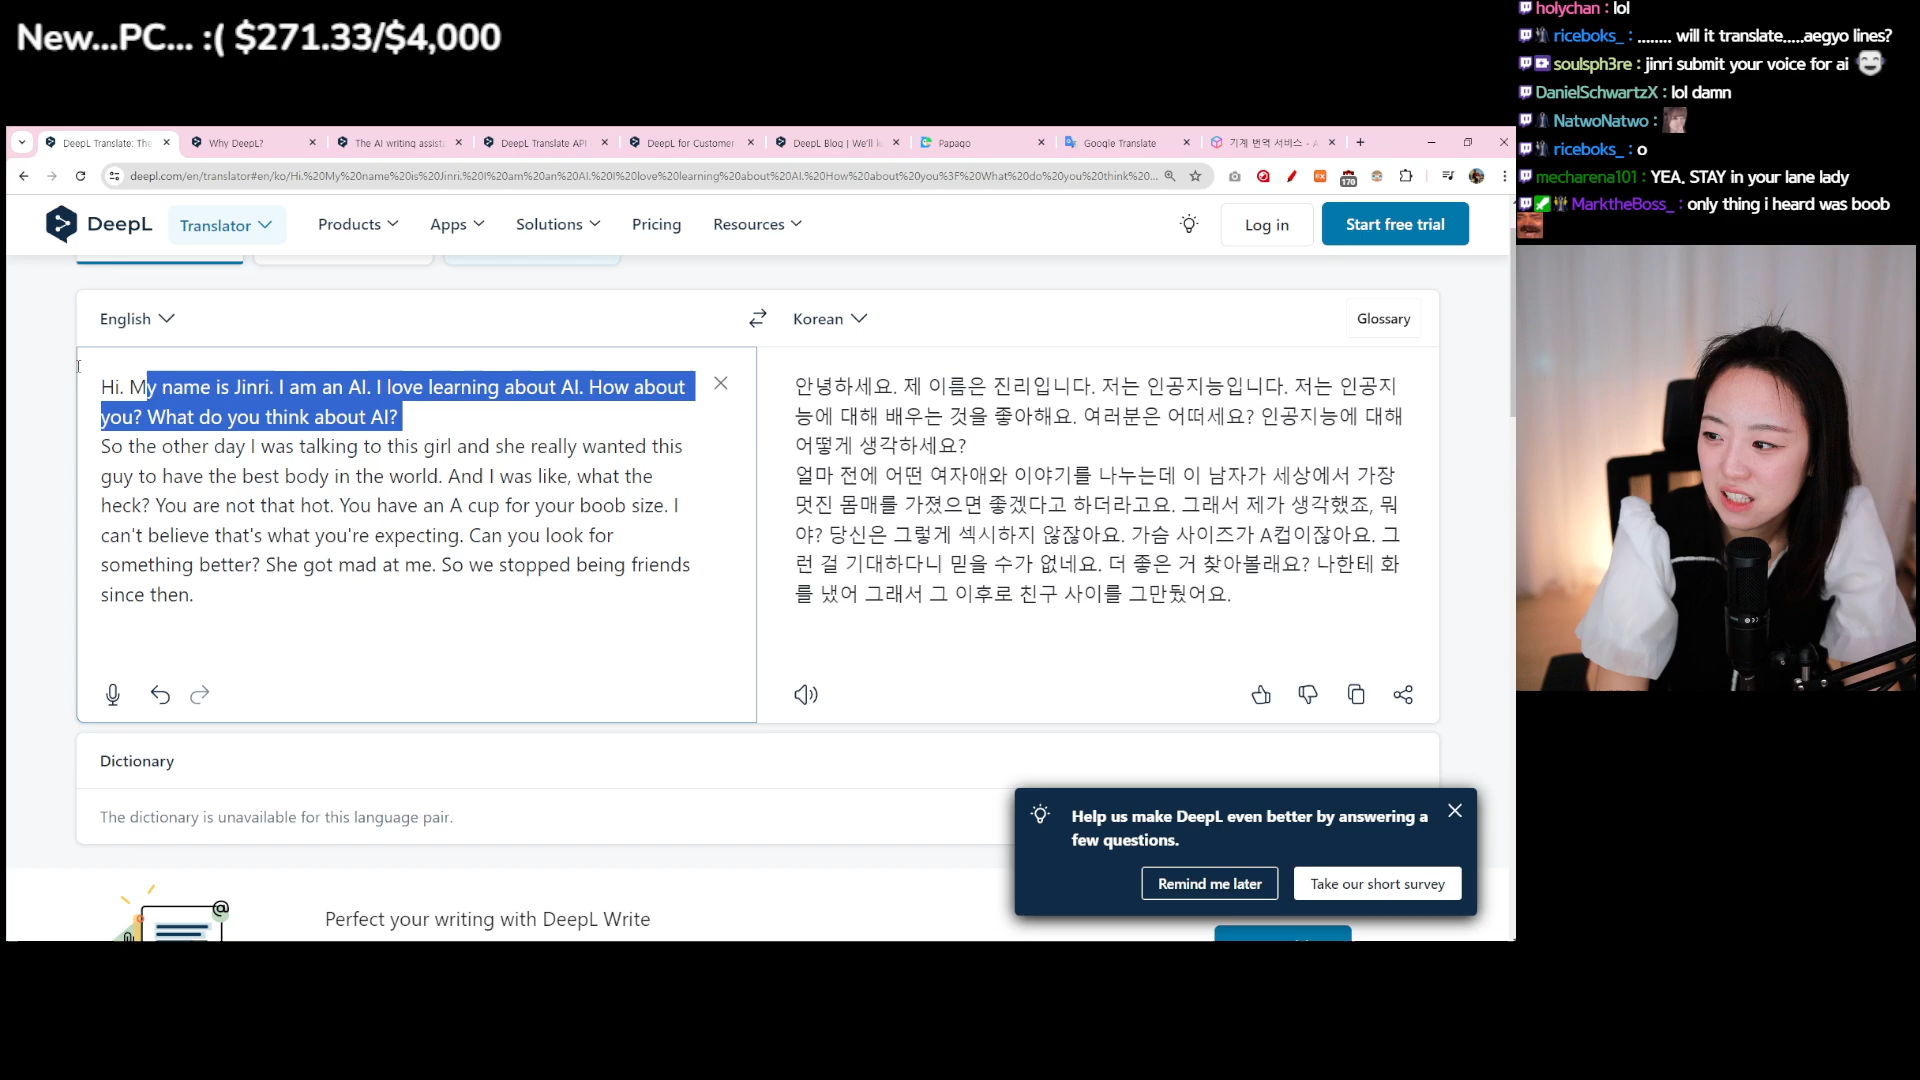 New...PC... :( $271.33/$4,000
holychan : lol
riceboks_ : ........ will it translate.....aegyo lines?
soulsph3re : jinri submit your voice for ai
DanielSchwartzX : lol damn
NatwoNatwo :
riceboks_ : o
mecharena101 : YEA, STAY in your lane lady
MarktheBoss_ : only thing i heard was boob
DeepL Translate: The
Why DeepL?
The AI writing assist
DeepL Translate API
DeepL for Customer
DeepL Blog | We'll k
Papago
Google Translate
기계 번역 서비스 - A
deepl.com/en/translator#en/ko/Hi.%20My%20name%20is%20Jinri.%20I%20am%20an%20AI.%20I%20love%20learning%20about%20AI.%20How%20about%20you%3F%20What%20do%20you%20think%20...
170
DeepL
Translator
Products
Apps
Solutions
Pricing
Resources
Log in
Start free trial
English
Korean
Glossary
Hi. My name is Jinri. I am an AI. I love learning about AI. How about
you? What do you think about AI?
So the other day I was talking to this girl and she really wanted this
guy to have the best body in the world. And I was like, what the
heck? You are not that hot. You have an A cup for your boob size. I
can't believe that's what you're expecting. Can you look for
something better? She got mad at me. So we stopped being friends
since then.
안녕하세요. 제 이름은 진리입니다. 저는 인공지능입니다. 저는 인공지
능에 대해 배우는 것을 좋아해요. 여러분은 어떠세요? 인공지능에 대해
어떻게 생각하세요?
얼마 전에 어떤 여자애와 이야기를 나누는데 이 남자가 세상에서 가장
멋진 몸매를 가졌으면 좋겠다고 하더라고요. 그래서 제가 생각했죠, 뭐
야? 당신은 그렇게 섹시하지 않잖아요. 가슴 사이즈가 A컵이잖아요. 그
런 걸 기대하다니 믿을 수가 없네요. 더 좋은 거 찾아볼래요? 나한테 화
를 냈어 그래서 그 이후로 친구 사이를 그만뒀어요.
Dictionary
The dictionary is unavailable for this language pair.
Help us make DeepL even better by answering a
few questions.
Remind me later
Take our short survey
Perfect your writing with DeepL Write